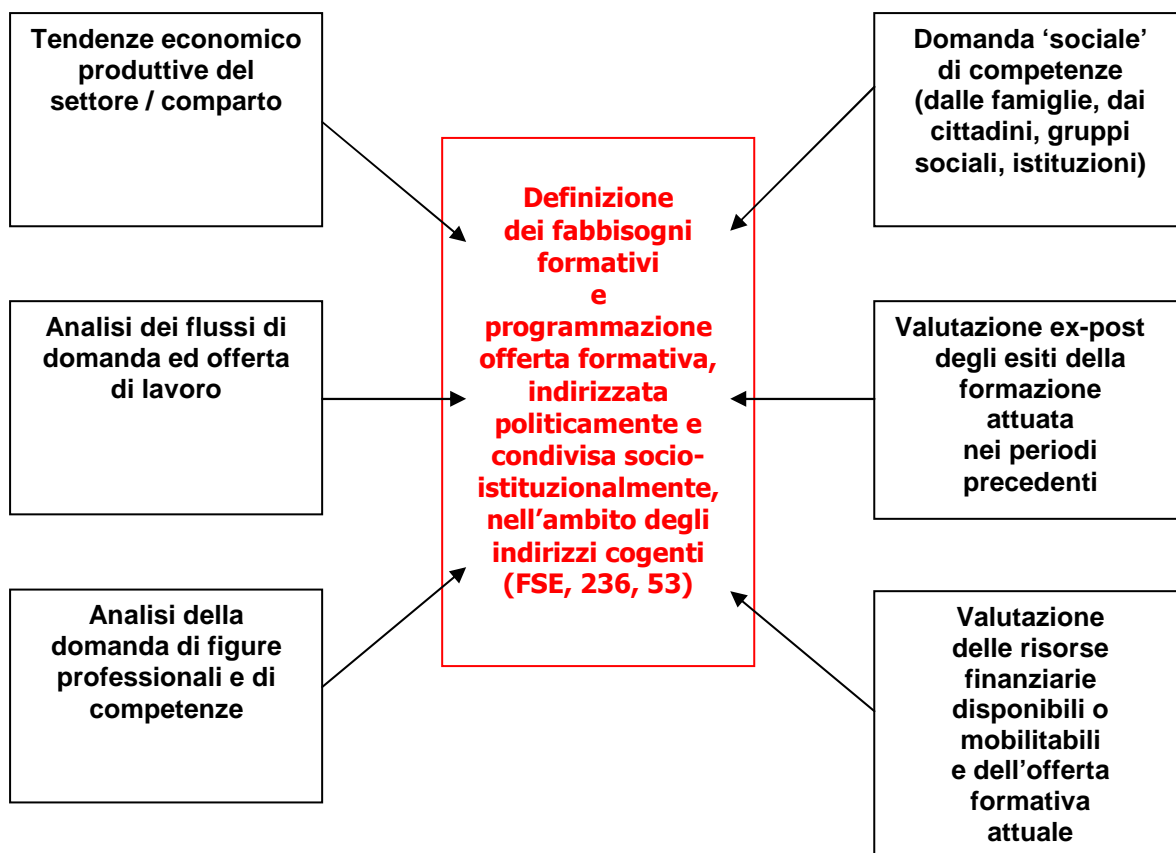 Tendenze economico
produttive del
settore / comparto
Analisi dei flussi di
domanda ed offerta
di lavoro
Analisi della
domanda di figure
professionali e di
competenze
Definizione
dei fabbisogni
formativi
e
programmazione
offerta formativa,
indirizzata
politicamente e
condivisa socio-
istituzionalmente,
nell’ambito degli
indirizzi cogenti
(FSE, 236, 53)
Domanda ‘sociale’
di competenze
(dalle famiglie, dai
cittadini, gruppi
sociali, istituzioni)
Valutazione ex-post
degli esiti della
formazione
attuata
nei periodi
precedenti
Valutazione
delle risorse
finanziarie
disponibili o
mobilitabili
e dell’offerta
formativa
attuale